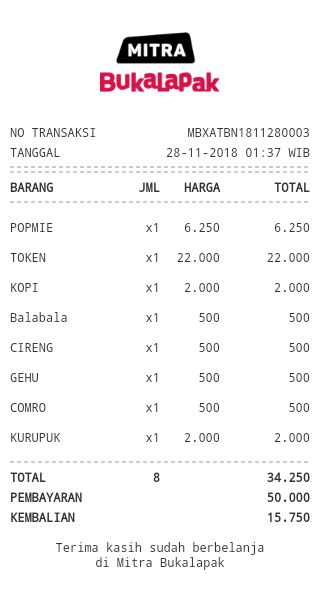 MITRA
BukaLapak
NO TRANSAKSI MBXATBN1811280003
TANGGAL 28-11-2018 01:37 WIB
BARANG JML HARGA TOTAL
POPMIE x1 6.250 6.250
TOKEN x1 22.000 22.000
KOPI x1 2.000 2.000
Balabala x1 500 500
CIRENG x1 500 500
GEHU x1 500 500
COMRO x1 500 500
KURUPUK x1 2.000 2.000
TOTAL 8 34.250
PEMBAYARAN 50.000
KEMBALIAN 15.750
Terima kasih sudah berbelanja
di Mitra Bukalapak